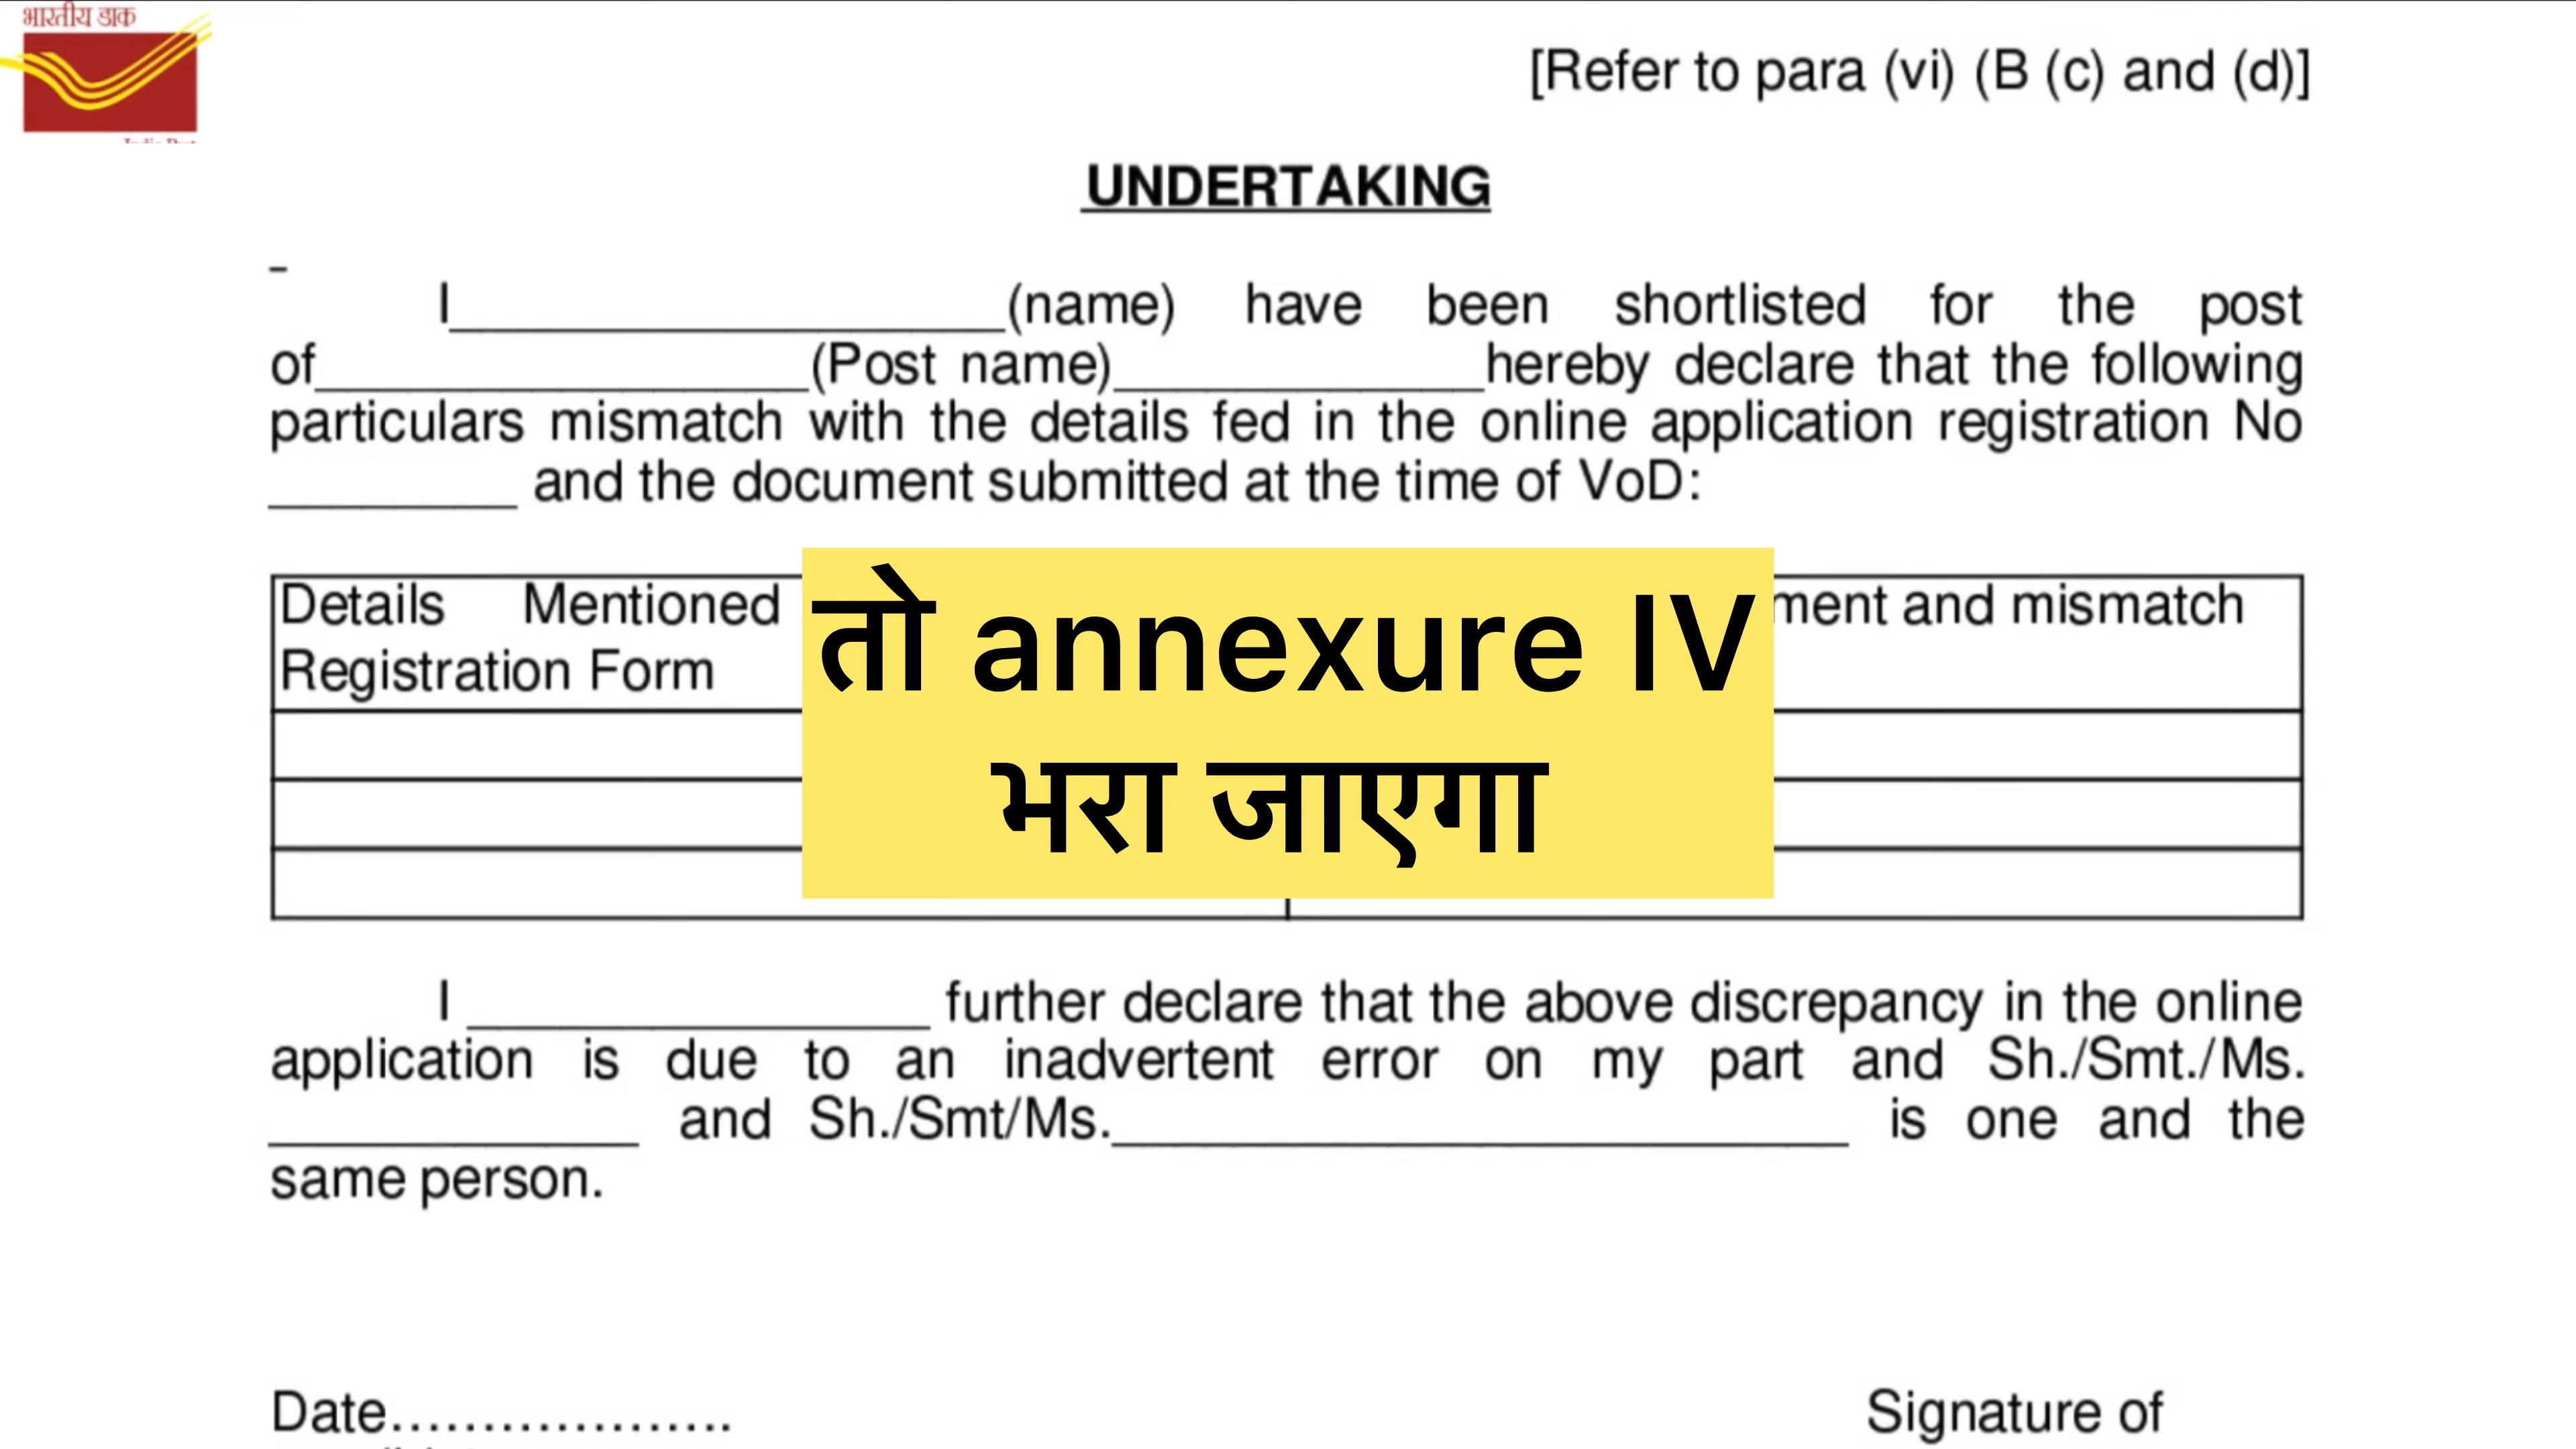 भारतीय डाक
[Refer to para (vi) (B (c) and (d)]
UNDERTAKING
I____________________(name) have been shortlisted for the post
of__________________(Post name)_____________hereby declare that the following
particulars mismatch with the details fed in the online application registration No
_________ and the document submitted at the time of VoD:
Details Mentioned
Registration Form
ment and mismatch
तो annexure IV
भरा जाएगा
I ________________ further declare that the above discrepancy in the online
application is due to an inadvertent error on my part and Sh./Smt./Ms.
_____________ and Sh./Smt/Ms.__________________________ is one and the
same person.
Date...................
Signature of